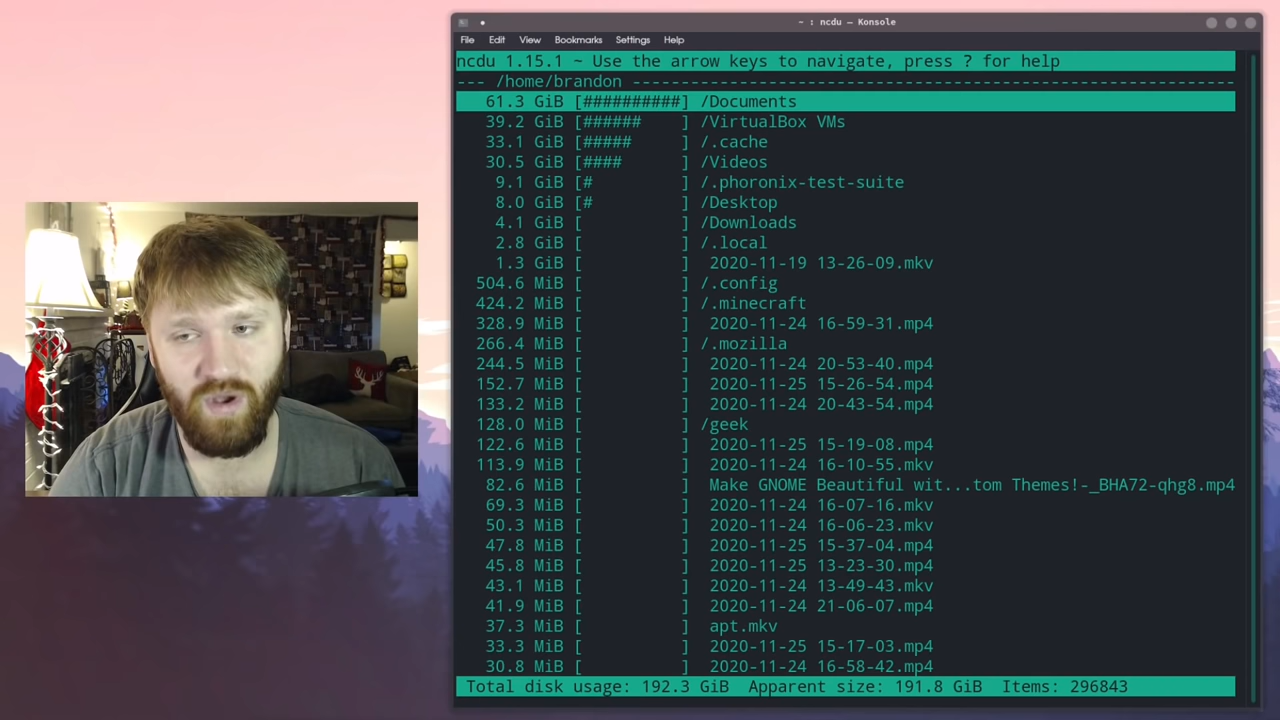 ~ : ncdu — Konsole
File Edit View Bookmarks Settings Help
ncdu 1.15.1 ~ Use the arrow keys to navigate, press ? for help
--- /home/brandon ------------------------------------------------------------
61.3 GiB [##########] /Documents
39.2 GiB [######    ] /VirtualBox VMs
33.1 GiB [#####     ] /.cache
30.5 GiB [####      ] /Videos
9.1 GiB [#         ] /.phoronix-test-suite
8.0 GiB [#         ] /Desktop
4.1 GiB [          ] /Downloads
2.8 GiB [          ] /.local
1.3 GiB [          ]  2020-11-19 13-26-09.mkv
504.6 MiB [          ] /.config
424.2 MiB [          ] /.minecraft
328.9 MiB [          ]  2020-11-24 16-59-31.mp4
266.4 MiB [          ] /.mozilla
244.5 MiB [          ]  2020-11-24 20-53-40.mp4
152.7 MiB [          ]  2020-11-25 15-26-54.mp4
133.2 MiB [          ]  2020-11-24 20-43-54.mp4
128.0 MiB [          ] /geek
122.6 MiB [          ]  2020-11-25 15-19-08.mp4
113.9 MiB [          ]  2020-11-24 16-10-55.mkv
82.6 MiB [          ]  Make GNOME Beautiful wit...tom Themes!-_BHA72-qhg8.mp4
69.3 MiB [          ]  2020-11-24 16-07-16.mkv
50.3 MiB [          ]  2020-11-24 16-06-23.mkv
47.8 MiB [          ]  2020-11-25 15-37-04.mp4
45.8 MiB [          ]  2020-11-25 13-23-30.mp4
43.1 MiB [          ]  2020-11-24 13-49-43.mkv
41.9 MiB [          ]  2020-11-24 21-06-07.mp4
37.3 MiB [          ]  apt.mkv
33.3 MiB [          ]  2020-11-25 15-17-03.mp4
30.8 MiB [          ]  2020-11-24 16-58-42.mp4
Total disk usage: 192.3 GiB  Apparent size: 191.8 GiB  Items: 296843